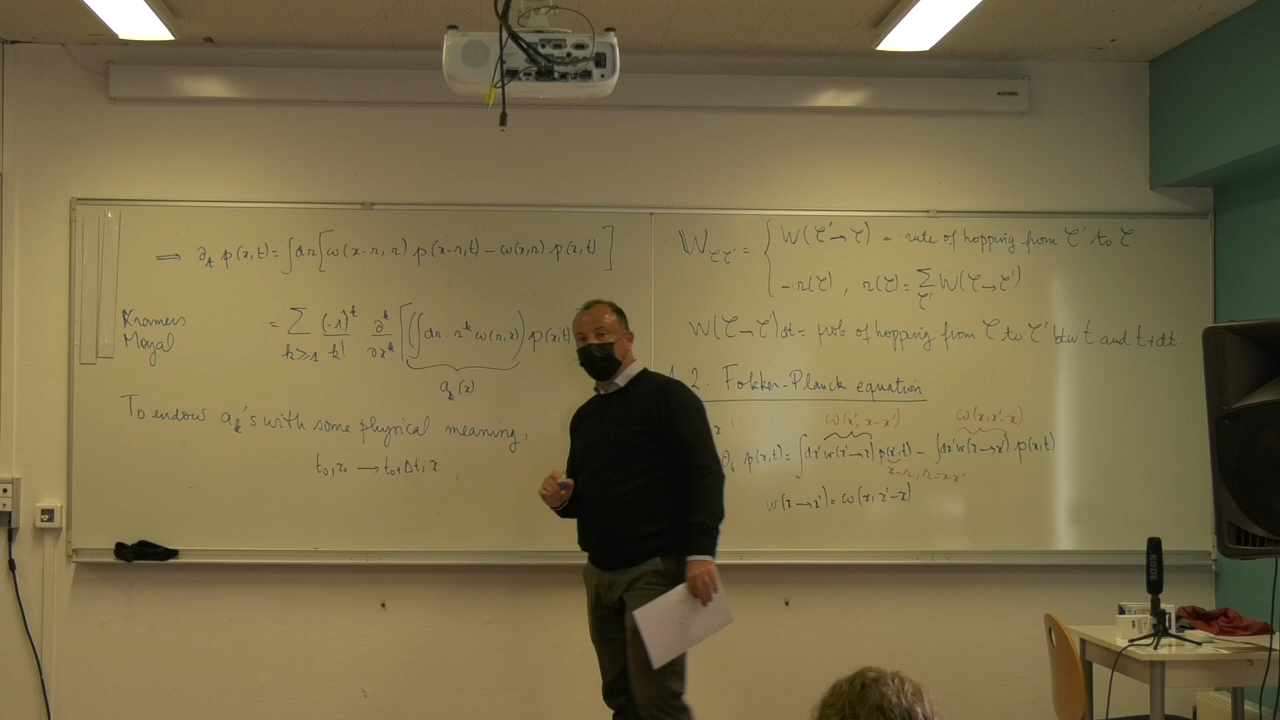 ⟹ ∂_t p(x,t) = ∫dr[ω(x-r, r) p(x-r,t) - ω(x,r) p(x,t)]
Kramers
Moyal
= ∑_{k≥1} (-1)^k/k! ∂^k/∂x^k [(∫dr r^k ω(r,x)) p(x,t)
a_k(x)
To endow a_k's with some physical meaning,
t_0,x_0 → t_0+Δt, x
W_{CC'} = { W(C'→C) = rate of hopping from C' to C
-r(C), r(C) = ∑_{C'} W(C→C')
W(C→C')dt = prob of hopping from C to C' btw t and t+dt.
2. Fokker-Planck equation
ω(x', x-x') ω(x,x'-x)
x
∂_t p(x,t) = ∫dx' w(x'→x) p(x',t) - ∫dx' w(x→x') p(x,t)
x-r, r=x-x'
w(x→x') = ω(x, x'-x)
RØDE